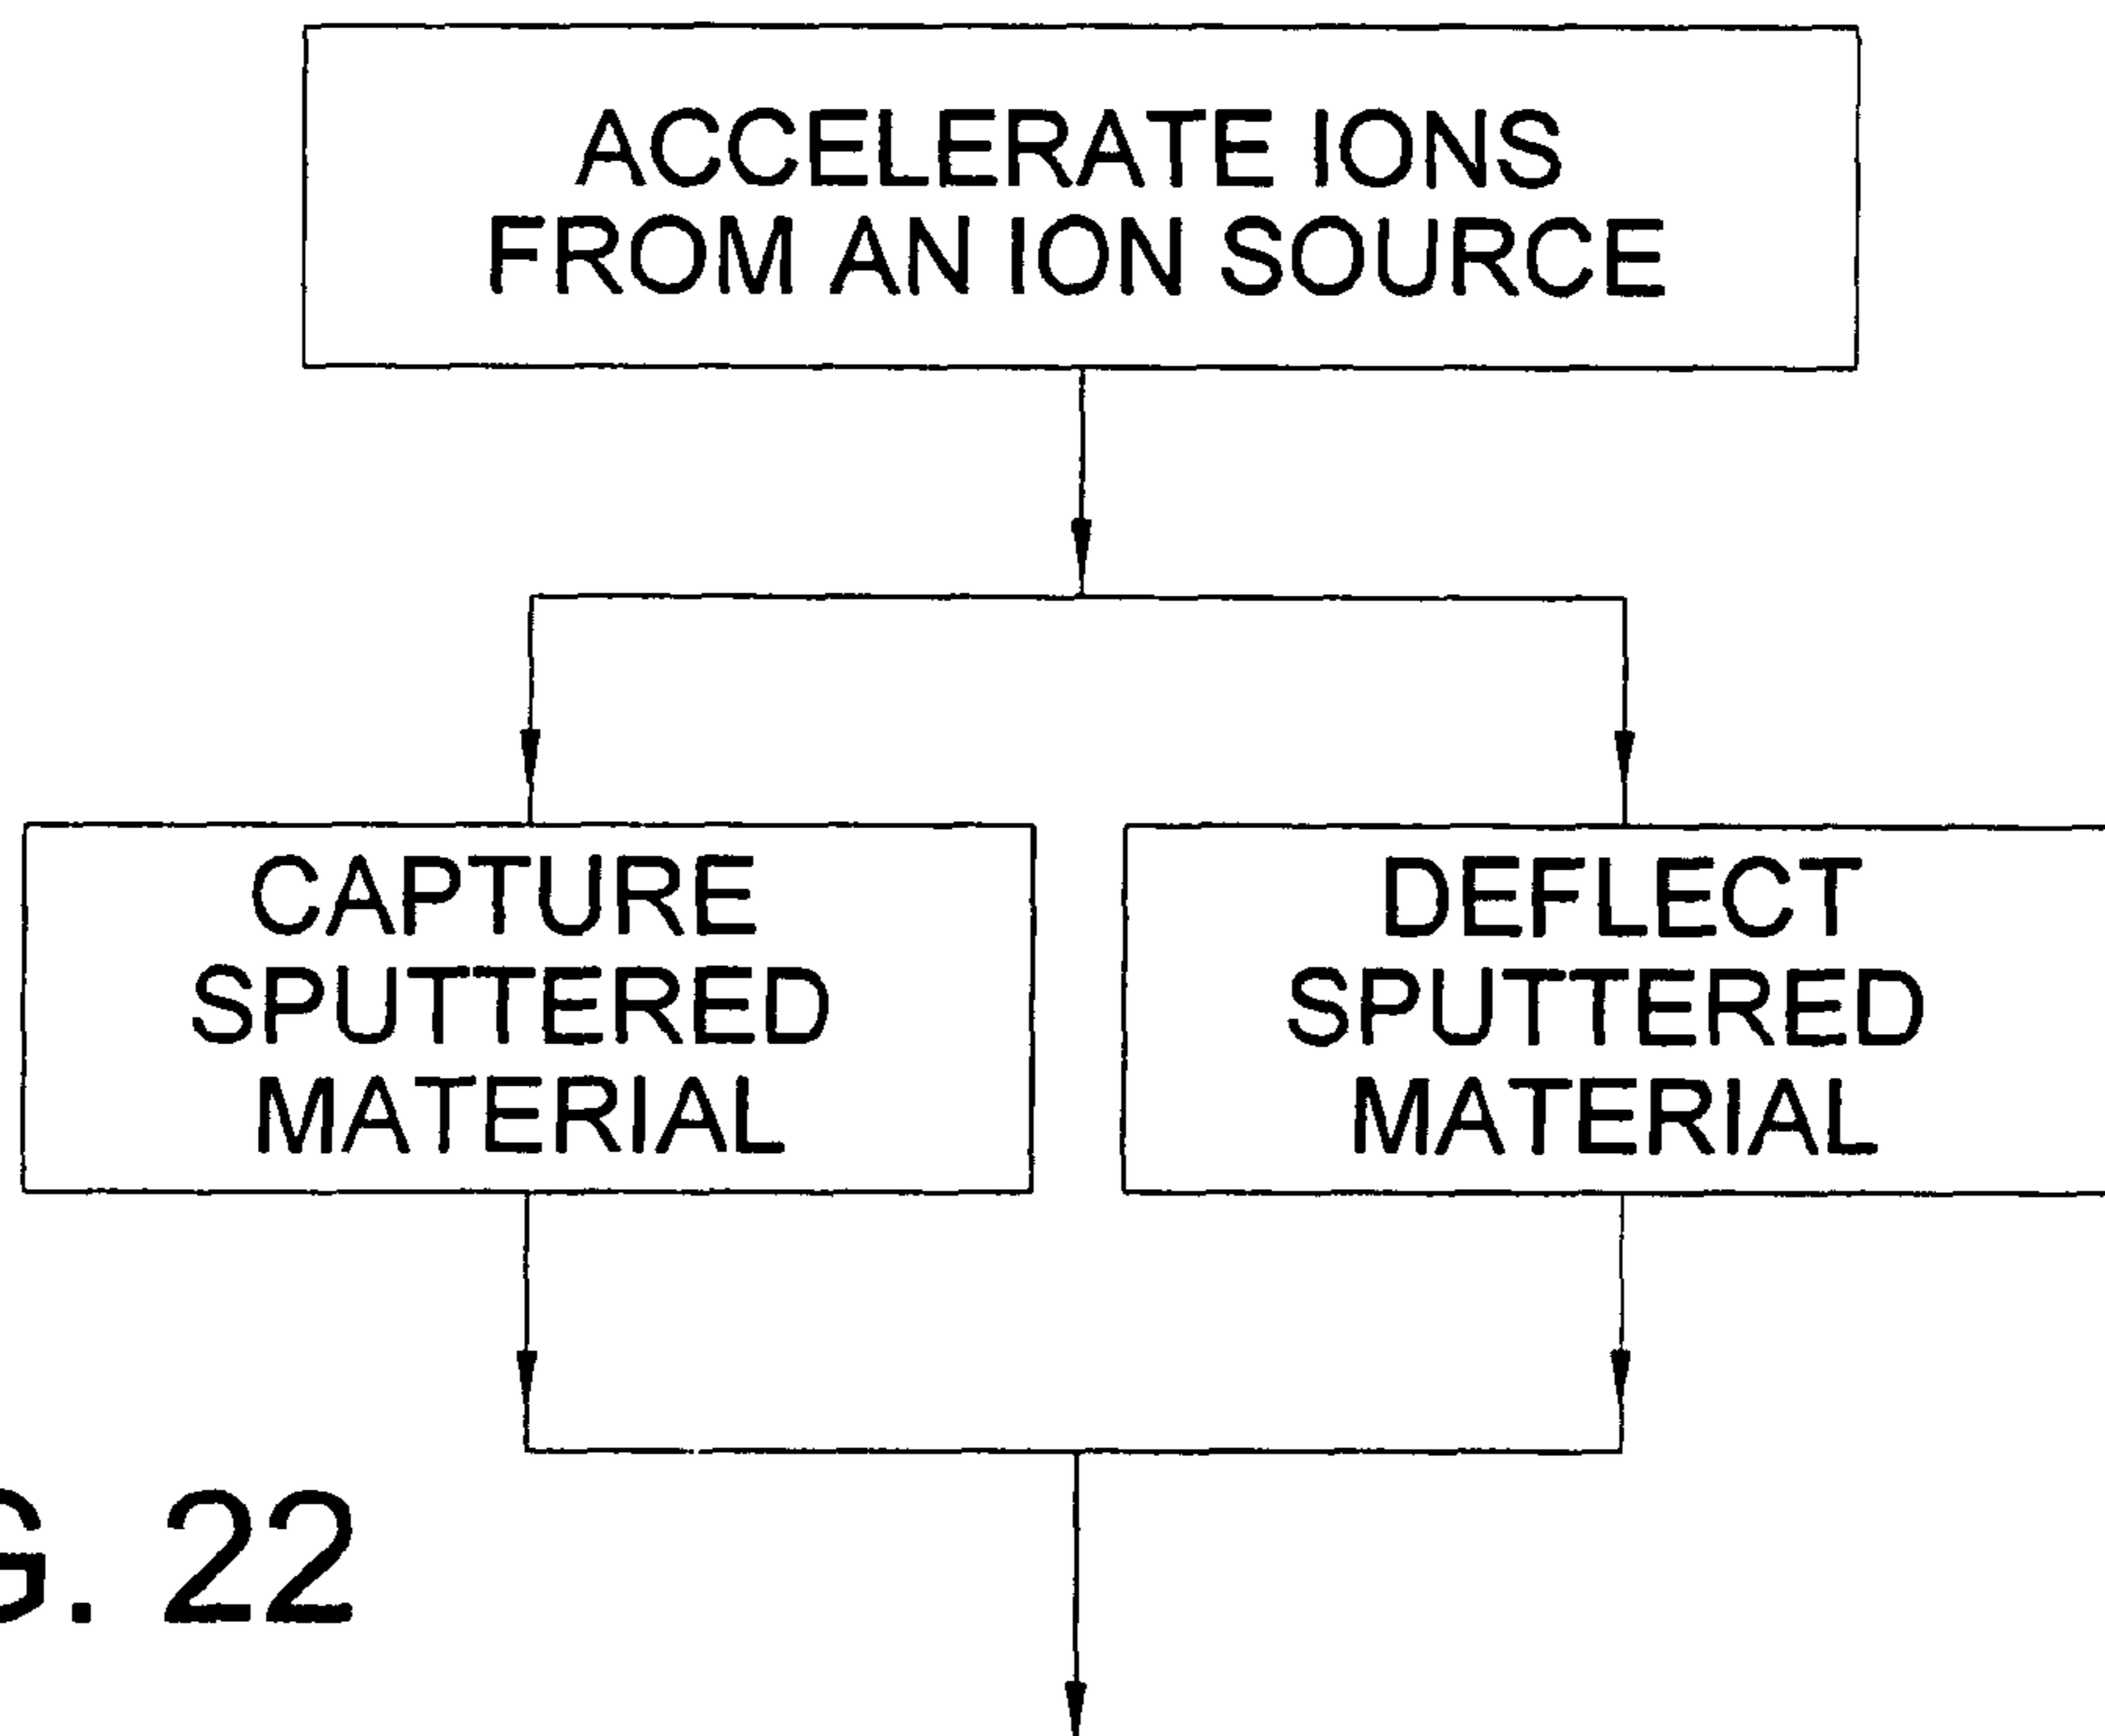 ACCELERATE IONS
FROM AN ION SOURCE
CAPTURE
SPUTTERED
MATERIAL
DEFLECT
SPUTTERED
MATERIAL
G. 22